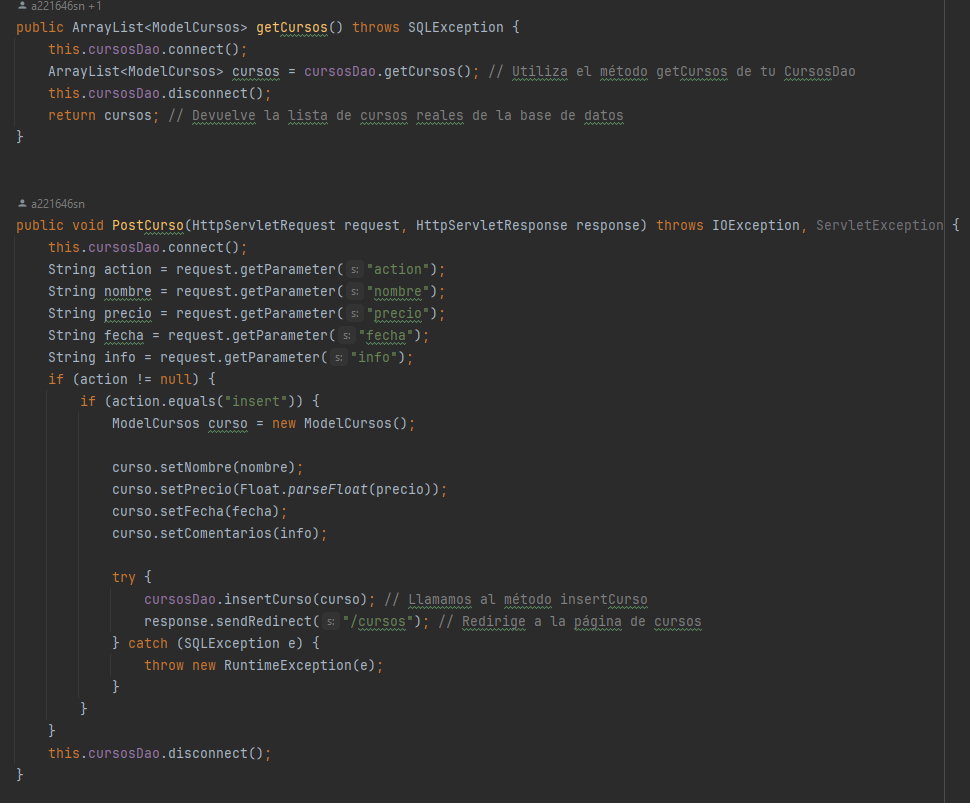 a221646sn +1
public ArrayList<ModelCursos> getCursos() throws SQLException {
this.cursosDao.connect();
ArrayList<ModelCursos> cursos = cursosDao.getCursos(); // Utiliza el método getCursos de tu CursosDao
this.cursosDao.disconnect();
return cursos; // Devuelve la lista de cursos reales de la base de datos
}
a221646sn
public void PostCurso(HttpServletRequest request, HttpServletResponse response) throws IOException, ServletException {
this.cursosDao.connect();
String action = request.getParameter( s: "action");
String nombre = request.getParameter( s: "nombre");
String precio = request.getParameter( s: "precio");
String fecha = request.getParameter( s: "fecha");
String info = request.getParameter( s: "info");
if (action != null) {
if (action.equals("insert")) {
ModelCursos curso = new ModelCursos();
curso.setNombre(nombre);
curso.setPrecio(Float.parseFloat(precio));
curso.setFecha(fecha);
curso.setComentarios(info);
try {
cursosDao.insertCurso(curso); // Llamamos al método insertCurso
response.sendRedirect( s: "/cursos"); // Redirige a la página de cursos
} catch (SQLException e) {
throw new RuntimeException(e);
}
}
}
this.cursosDao.disconnect();
}